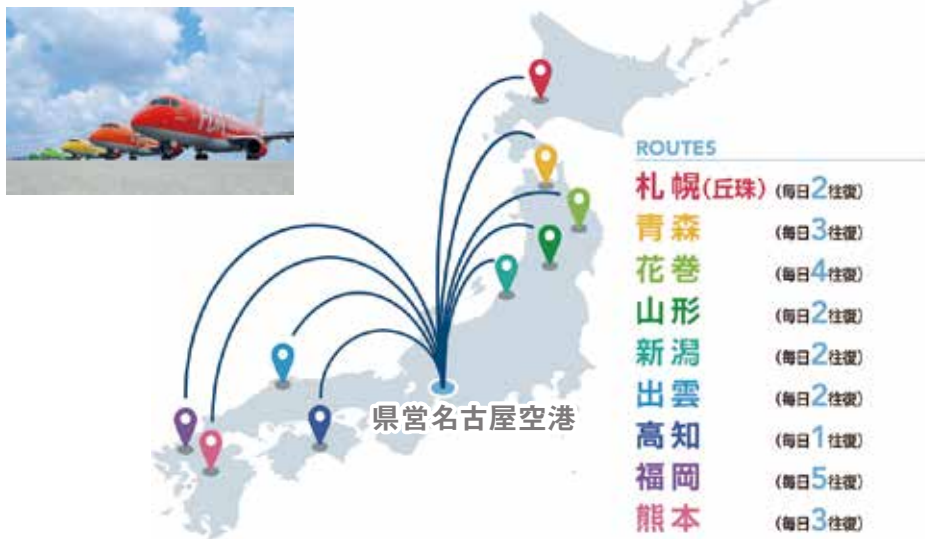 FDA
ROUTES
札幌(丘珠) (毎日2往復)
青森 (毎日3往復)
花巻 (毎日4往復)
山形 (毎日2往復)
新潟 (毎日2往復)
出雲 (毎日2往復)
高知 (毎日1往復)
福岡 (毎日5往復)
熊本 (毎日3往復)
県営名古屋空港